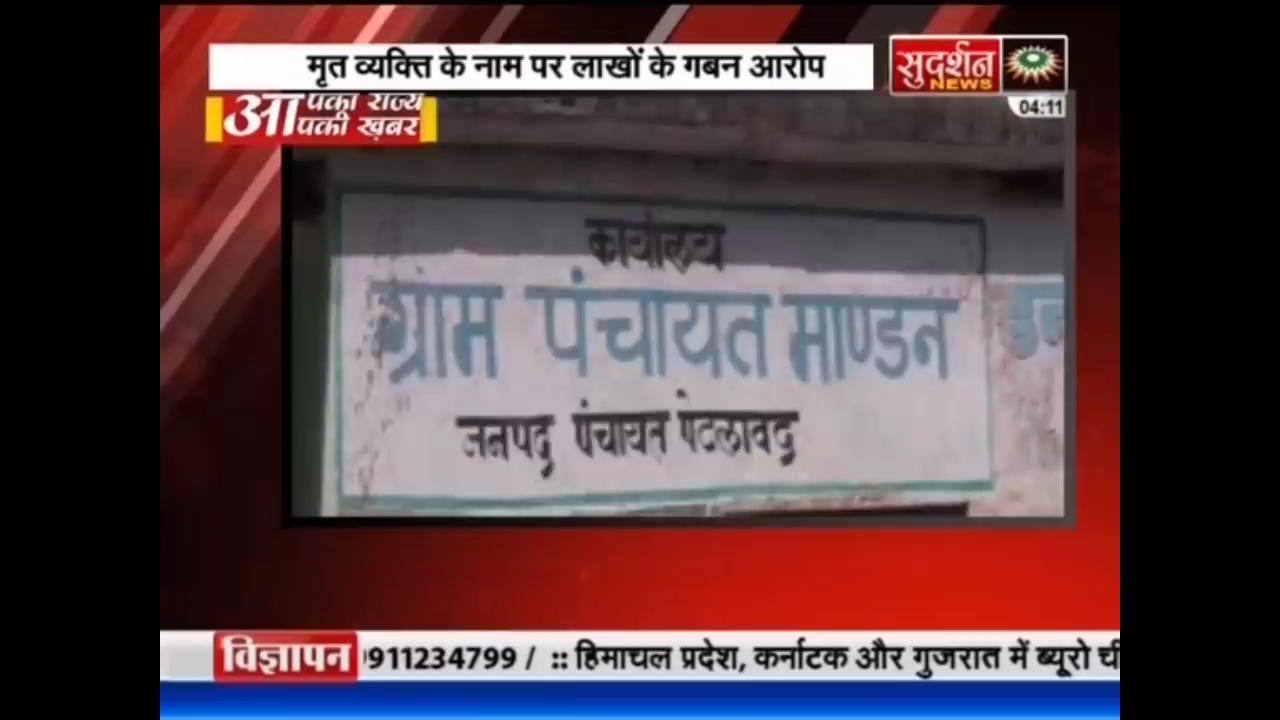 मृत व्यक्ति के नाम पर लाखों के गबन आरोप
सुदर्शन
NEWS
04:11
आपका राज्य
आपकी ख़बर
कार्यालय
ग्राम पंचायत माण्डन
जनपद पंचायत पेटलावद
विज्ञापन
9911234799 / :: हिमाचल प्रदेश, कर्नाटक और गुजरात में ब्यूरो ची